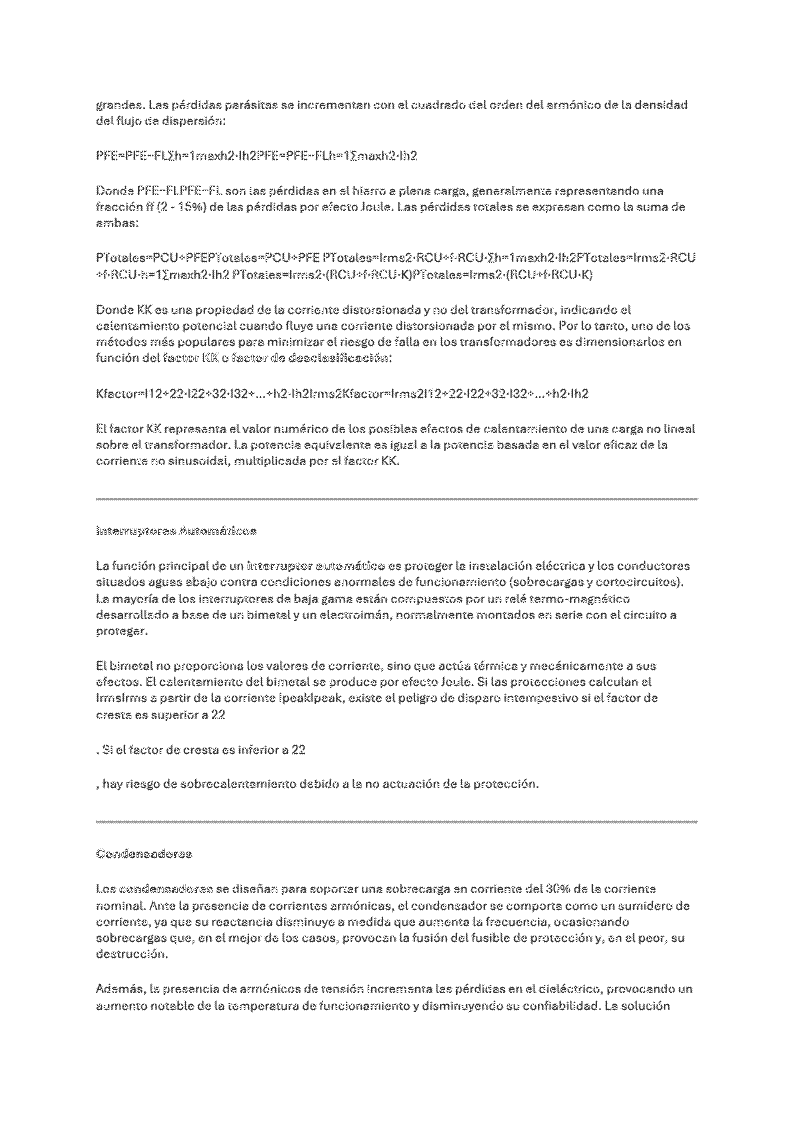 grandes. Las pérdidas parásitas se incrementan con el cuadrado del orden del armónico de la densidad
del flujo de dispersión:
PFE=PFE-FLΣh=1maxh2·Ih2PFE=PFE-FLh=1Σmaxh2·Ih2
Donde PFE-FLPFE-FL son las pérdidas en el hierro a plena carga, generalmente representando una
fracción ff (2 - 15%) de las pérdidas por efecto Joule. Las pérdidas totales se expresan como la suma de
ambas:
PTotales=PCU+PFEPTotales=PCU+PFE PTotales=Irms2·RCU+f·RCU·Σh=1maxh2·Ih2PTotales=Irms2·RCU
+f·RCU·h=1Σmaxh2·Ih2 PTotales=Irms2·(RCU+f·RCU·K)PTotales=Irms2·(RCU+f·RCU·K)
Donde KK es una propiedad de la corriente distorsionada y no del transformador, indicando el
calentamiento potencial cuando fluye una corriente distorsionada por el mismo. Por lo tanto, uno de los
métodos más populares para minimizar el riesgo de falla en los transformadores es dimensionarlos en
función del factor KK o factor de desclasificación:
Kfactor=I12+22·I22+32·I32+...+h2·Ih2Irms2Kfactor=Irms2I12+22·I22+32·I32+...+h2·Ih2
El factor KK representa el valor numérico de los posibles efectos de calentamiento de una carga no lineal
sobre el transformador. La potencia equivalente es igual a la potencia basada en el valor eficaz de la
corriente no sinusoidal, multiplicada por el factor KK.
Interruptores Automáticos
La función principal de un interruptor automático es proteger la instalación eléctrica y los conductores
situados aguas abajo contra condiciones anormales de funcionamiento (sobrecargas y cortocircuitos).
La mayoría de los interruptores de baja gama están compuestos por un relé termo-magnético
desarrollado a base de un bimetal y un electroimán, normalmente montados en serie con el circuito a
proteger.
El bimetal no proporciona los valores de corriente, sino que actúa térmica y mecánicamente a sus
efectos. El calentamiento del bimetal se produce por efecto Joule. Si las protecciones calculan el
IrmsIrms a partir de la corriente IpeakIpeak, existe el peligro de disparo intempestivo si el factor de
cresta es superior a 22
. Si el factor de cresta es inferior a 22
, hay riesgo de sobrecalentamiento debido a la no actuación de la protección.
Condensadores
Los condensadores se diseñan para soportar una sobrecarga en corriente del 30% de la corriente
nominal. Ante la presencia de corrientes armónicas, el condensador se comporta como un sumidero de
corriente, ya que su reactancia disminuye a medida que aumenta la frecuencia, ocasionando
sobrecargas que, en el mejor de los casos, provocan la fusión del fusible de protección y, en el peor, su
destrucción.
Además, la presencia de armónicos de tensión incrementa las pérdidas en el dieléctrico, provocando un
aumento notable de la temperatura de funcionamiento y disminuyendo su confiabilidad. La solución